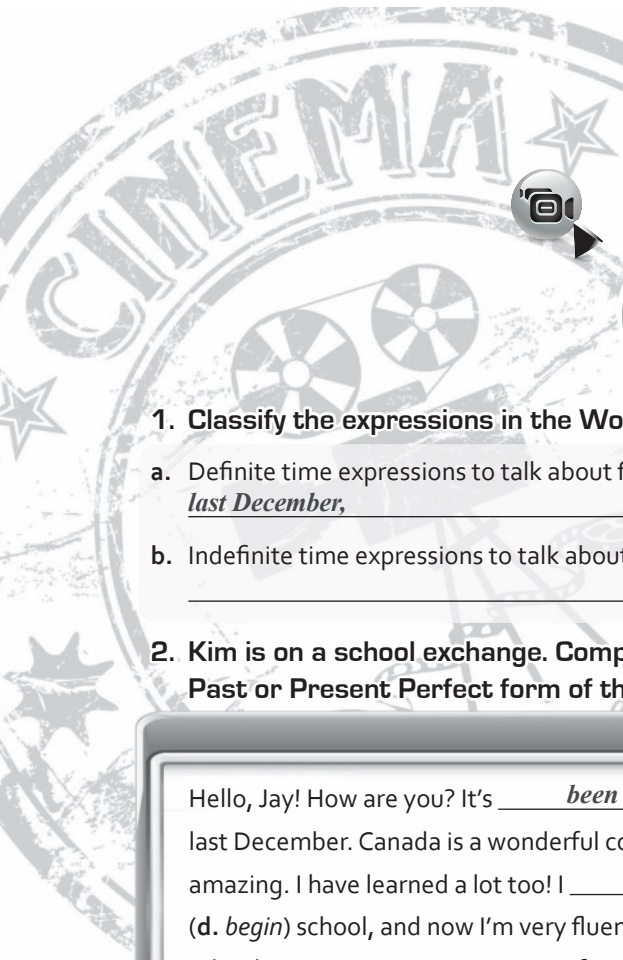 CINEMA
1. Classify the expressions in the Wo
a. Definite time expressions to talk about f
last December,
b. Indefinite time expressions to talk about
2. Kim is on a school exchange. Comp
Past or Present Perfect form of th
Hello, Jay! How are you? It's been
last December. Canada is a wonderful co
amazing. I have learned a lot too! I
(d. begin) school, and now I'm very fluen